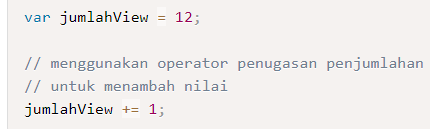 var jumlahView = 12;
// menggunakan operator penugasan penjumlahan
// untuk menambah nilai
jumlahView += 1;